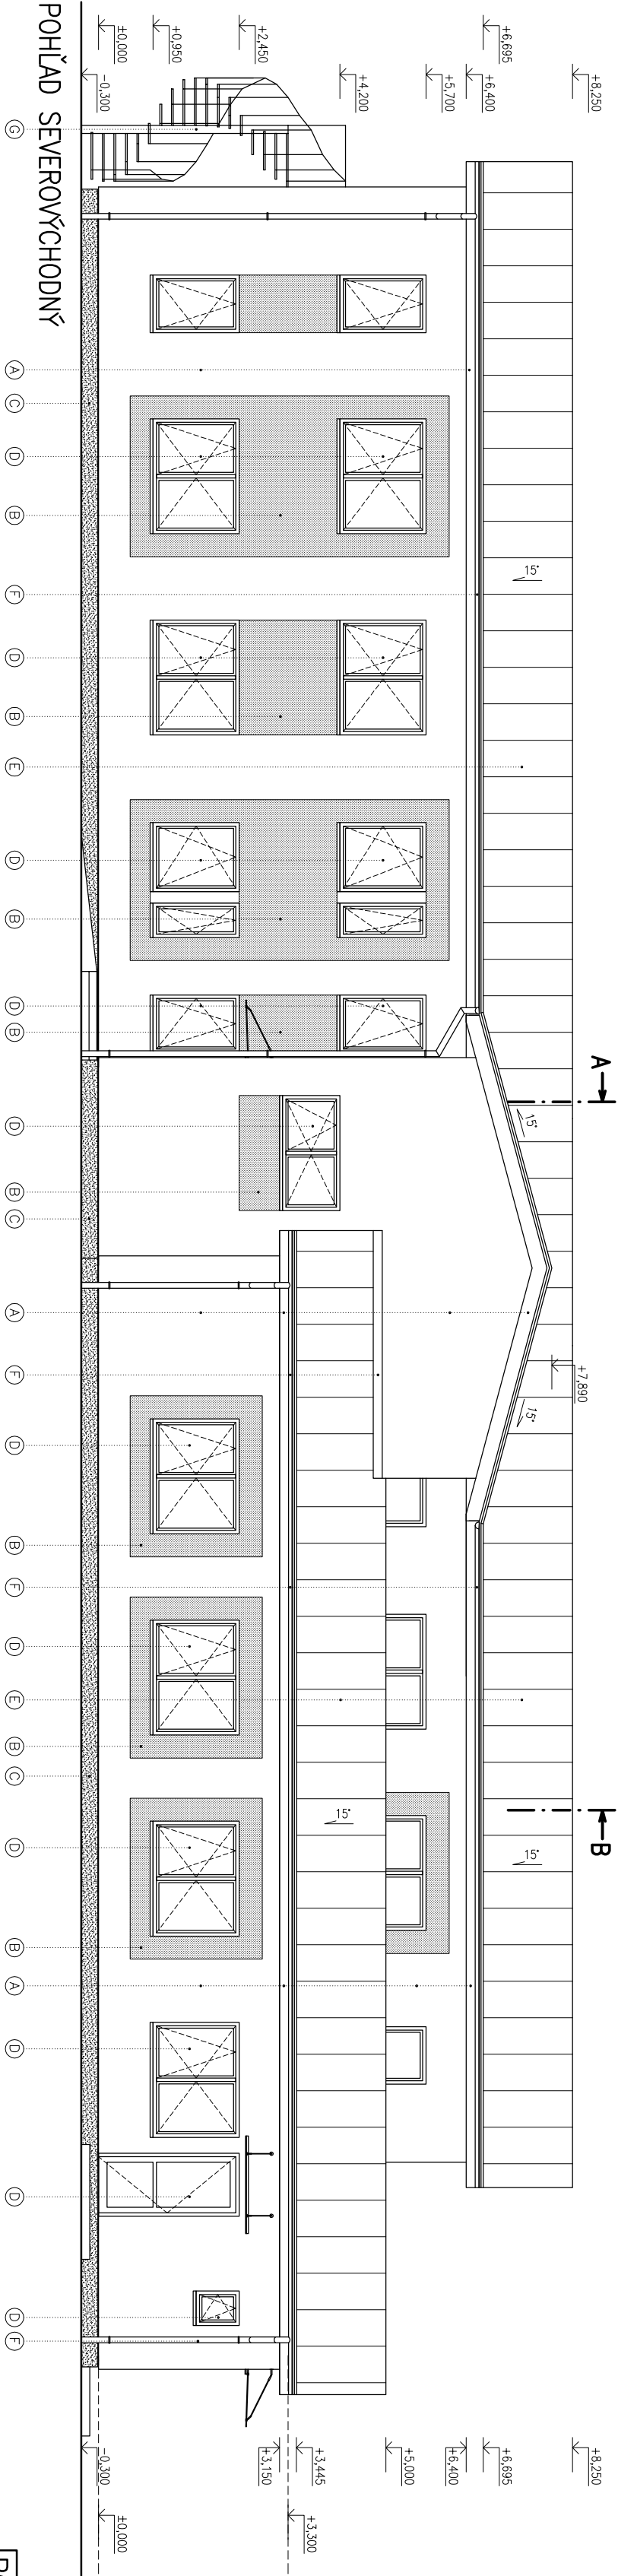 +8,250
+6,695
+6,400
+5,700
+4,200
+2,450
+0,950
±0,000
-0,300
A
B
15°
15°
15°
15°
15°
+7,890
+8,250
+6,695
+6,400
+5,000
+3,445
+3,300
+3,150
±0,000
-0,300
G
A
C
D
B
F
D
B
E
D
B
D
B
D
B
C
A
F
D
B
F
D
E
B
C
D
B
A
D
D
D
F
POHĽAD SEVEROVÝCHODNÝ